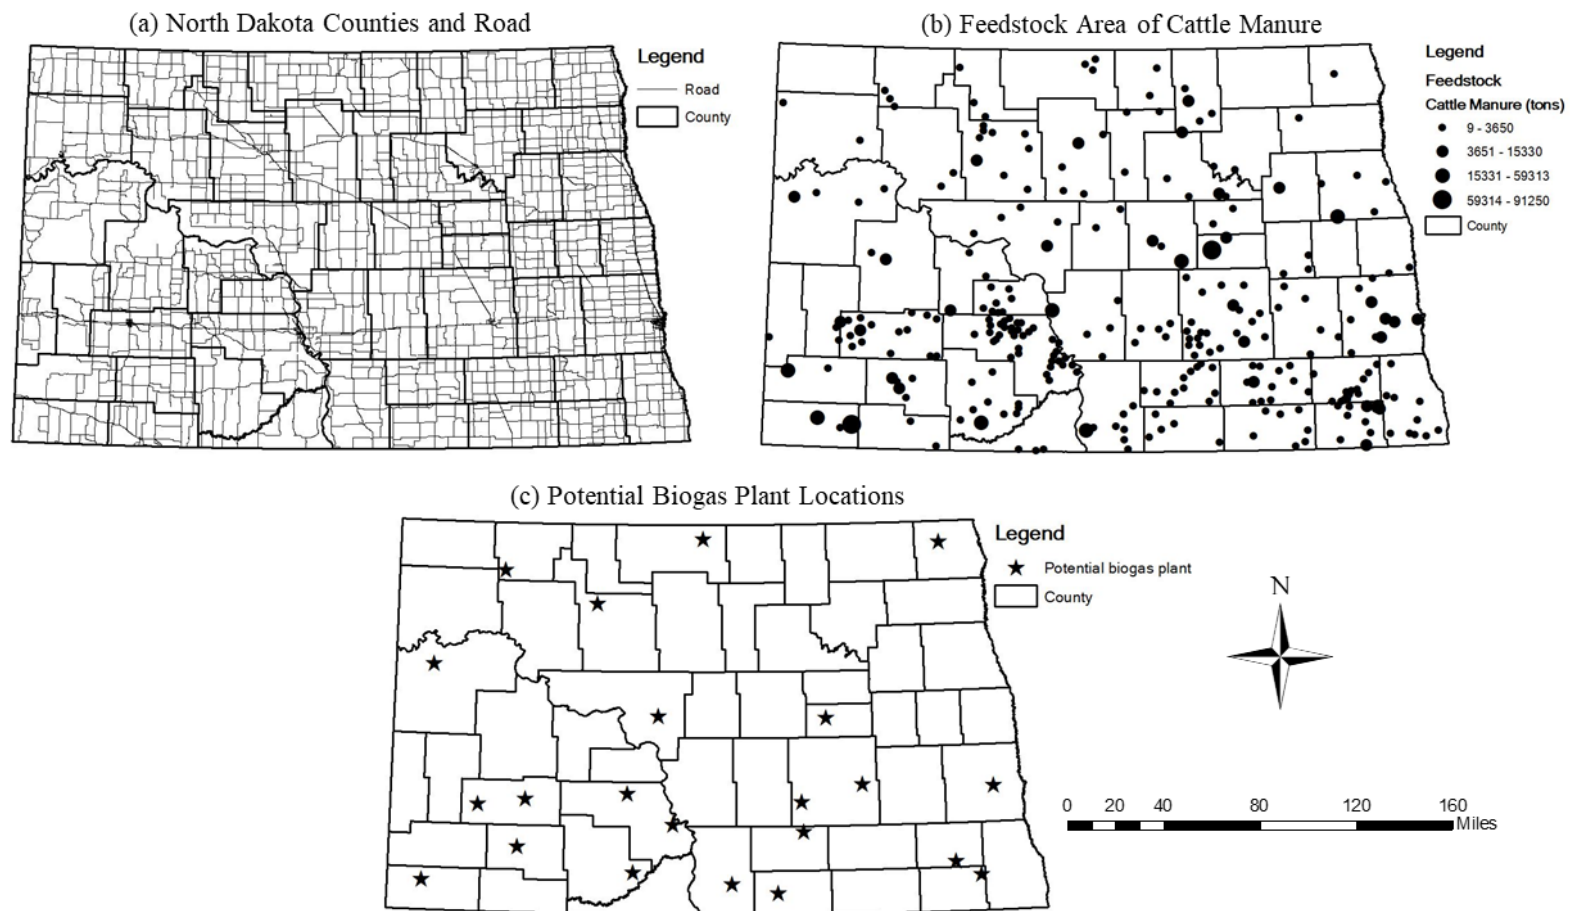 (a) North Dakota Counties and Road
Legend
Road
County
(b) Feedstock Area of Cattle Manure
Legend
Feedstock
Cattle Manure (tons)
9 - 3650
3651 - 15330
15331 - 59313
59314 - 91250
County
(c) Potential Biogas Plant Locations
Legend
Potential biogas plant
County
N
0 20 40 80 120 160
Miles